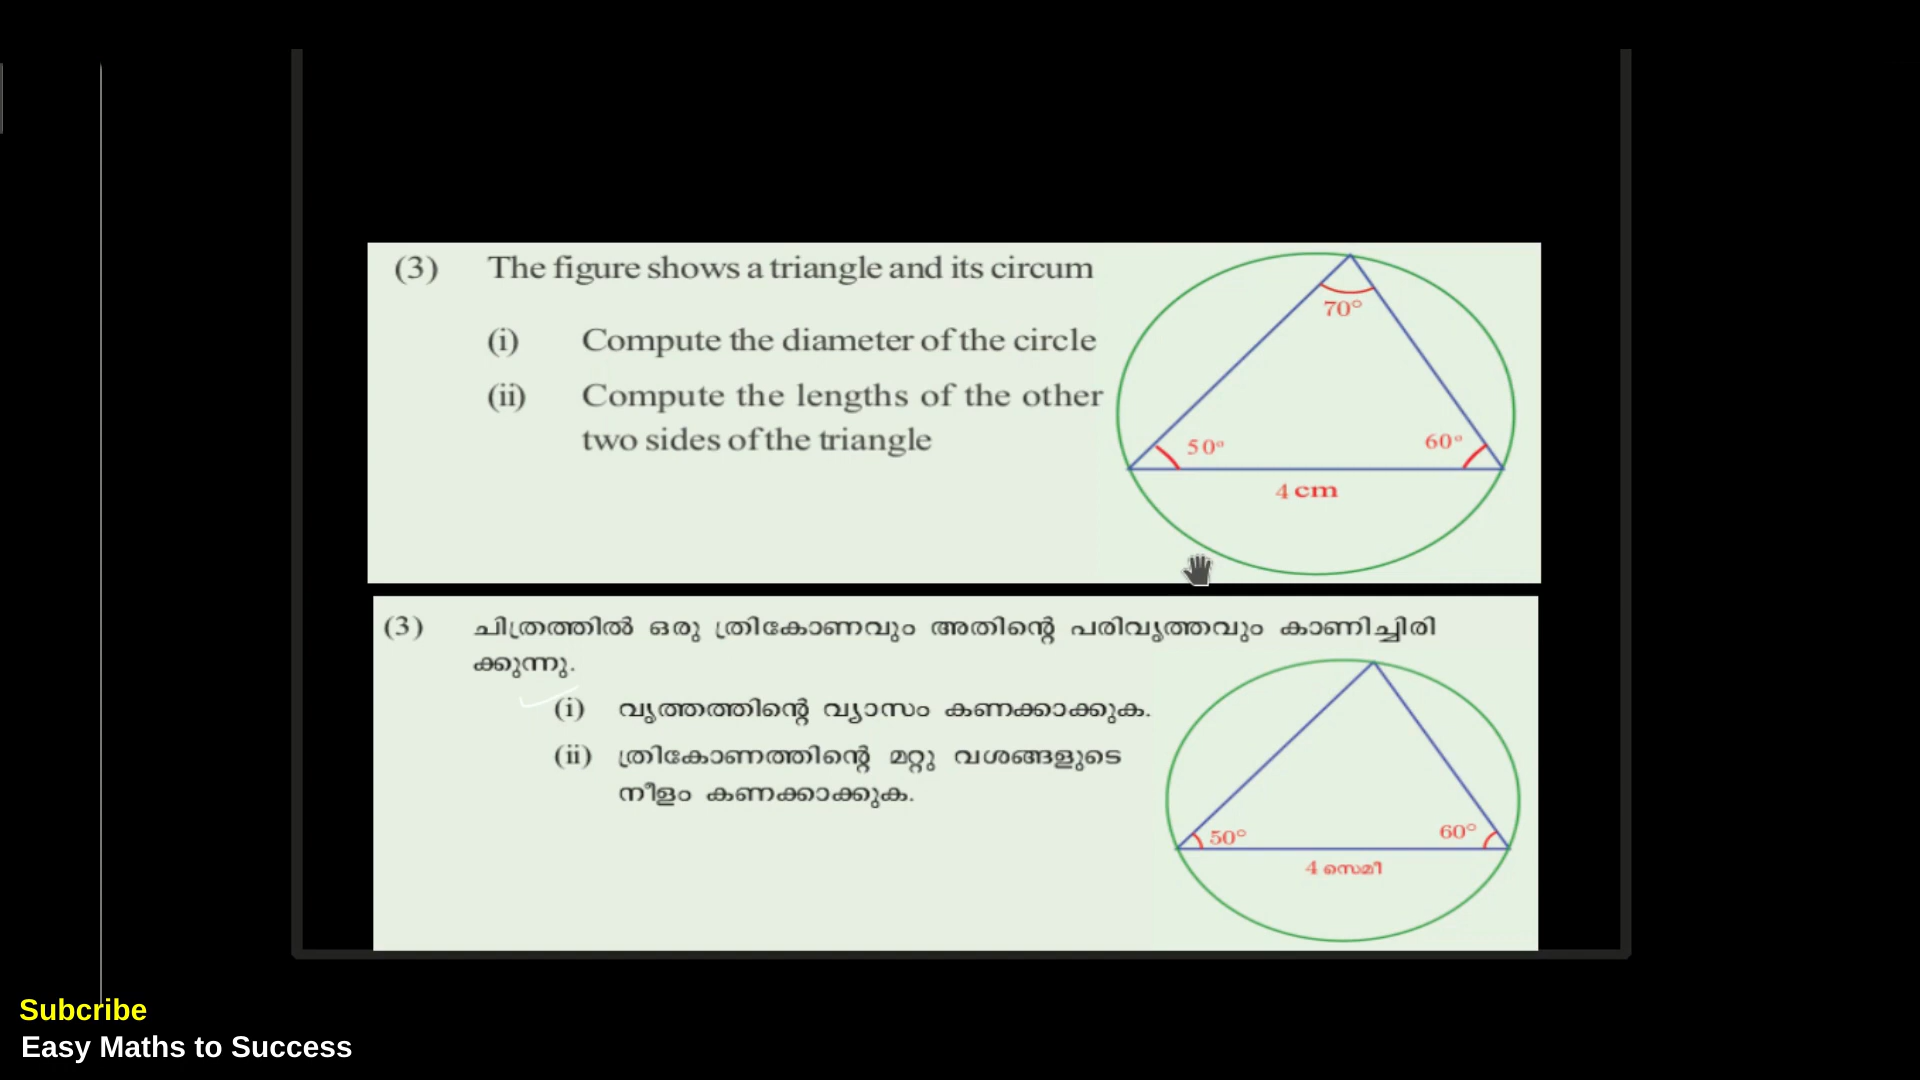 (3) The figure shows a triangle and its circum
(i) Compute the diameter of the circle
(ii) Compute the lengths of the other
two sides of the triangle
70°
50°
60°
4 cm
(3) ചിത്രത്തിൽ ഒരു ത്രികോണവും അതിന്റെ പരിവൃത്തവും കാണിച്ചിരി
ക്കുന്നു.
(i) വൃത്തത്തിന്റെ വ്യാസം കണക്കാക്കുക.
(ii) ത്രികോണത്തിന്റെ മറ്റു വശങ്ങളുടെ
നീളം കണക്കാക്കുക.
50°
60°
4 സെമീ
Subcribe
Easy Maths to Success